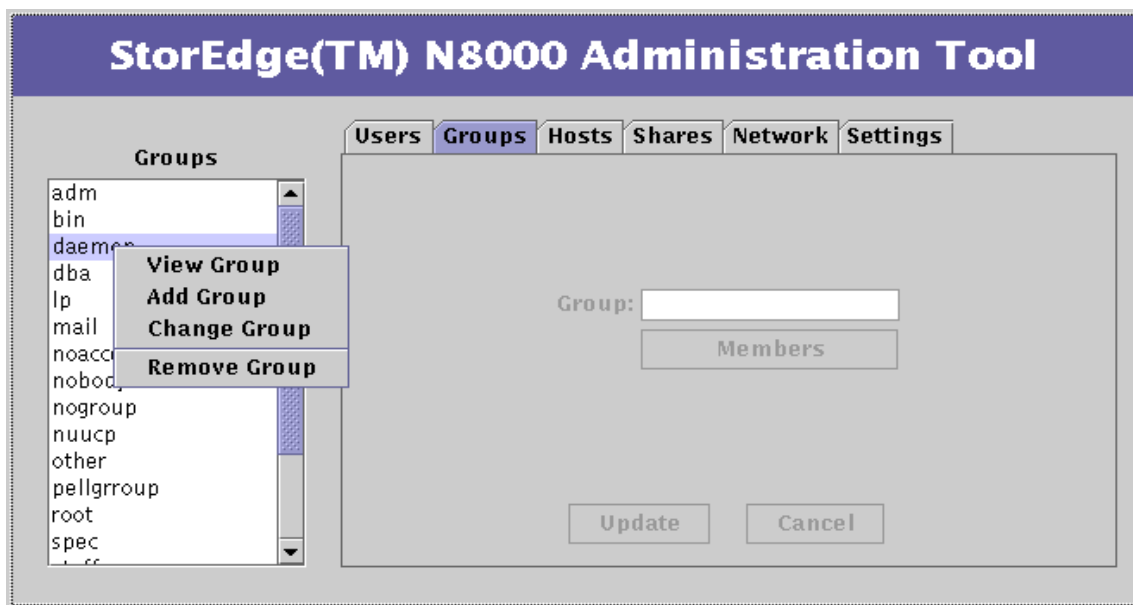 StorEdge(TM) N8000 Administration Tool
Users Groups Hosts Shares Network Settings
Groups
adm
bin
daemon
dba
lp
mail
nogroup
nuucp
other
pellgrroup
root
spec
View Group
Add Group
Change Group
Remove Group
Group:
Members
Update Cancel